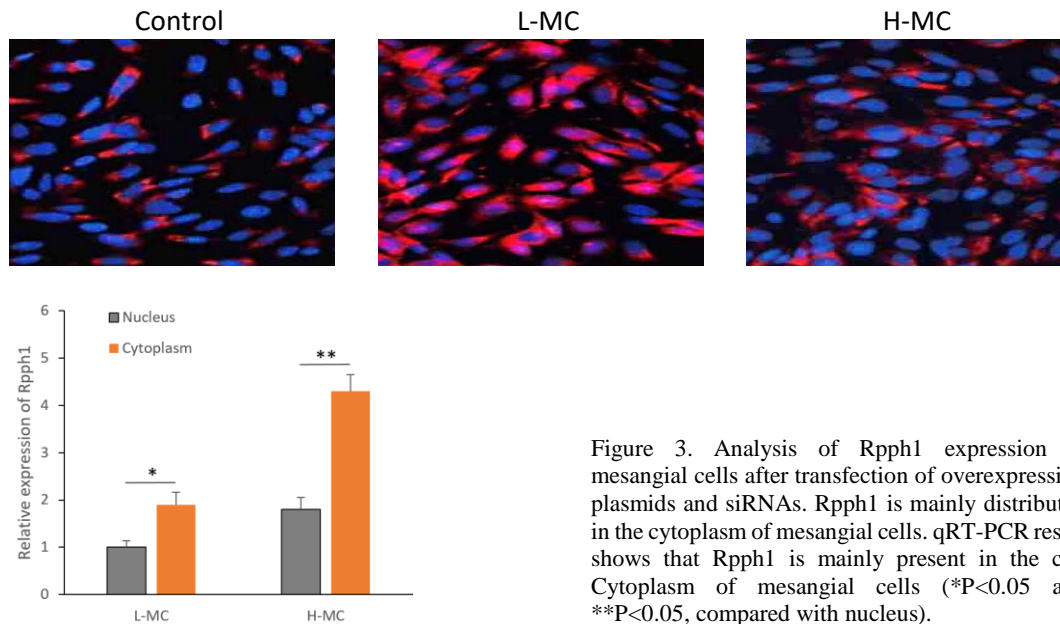 Control L-MC H-MC
6
5
4
3
2
1
0
Relative expression of Rpph1
Nucleus
Cytoplasm
*
**
L-MC H-MC
Figure 3. Analysis of Rpph1 expression
mesangial cells after transfection of
plasmids and siRNAs. Rpph1 is mainly
in the cytoplasm of mesangial cells. qRT-PCR
shows that Rpph1 is mainly present in the
Cytoplasm of mesangial cells (*P<0.05
**P<0.05, compared with nucleus).